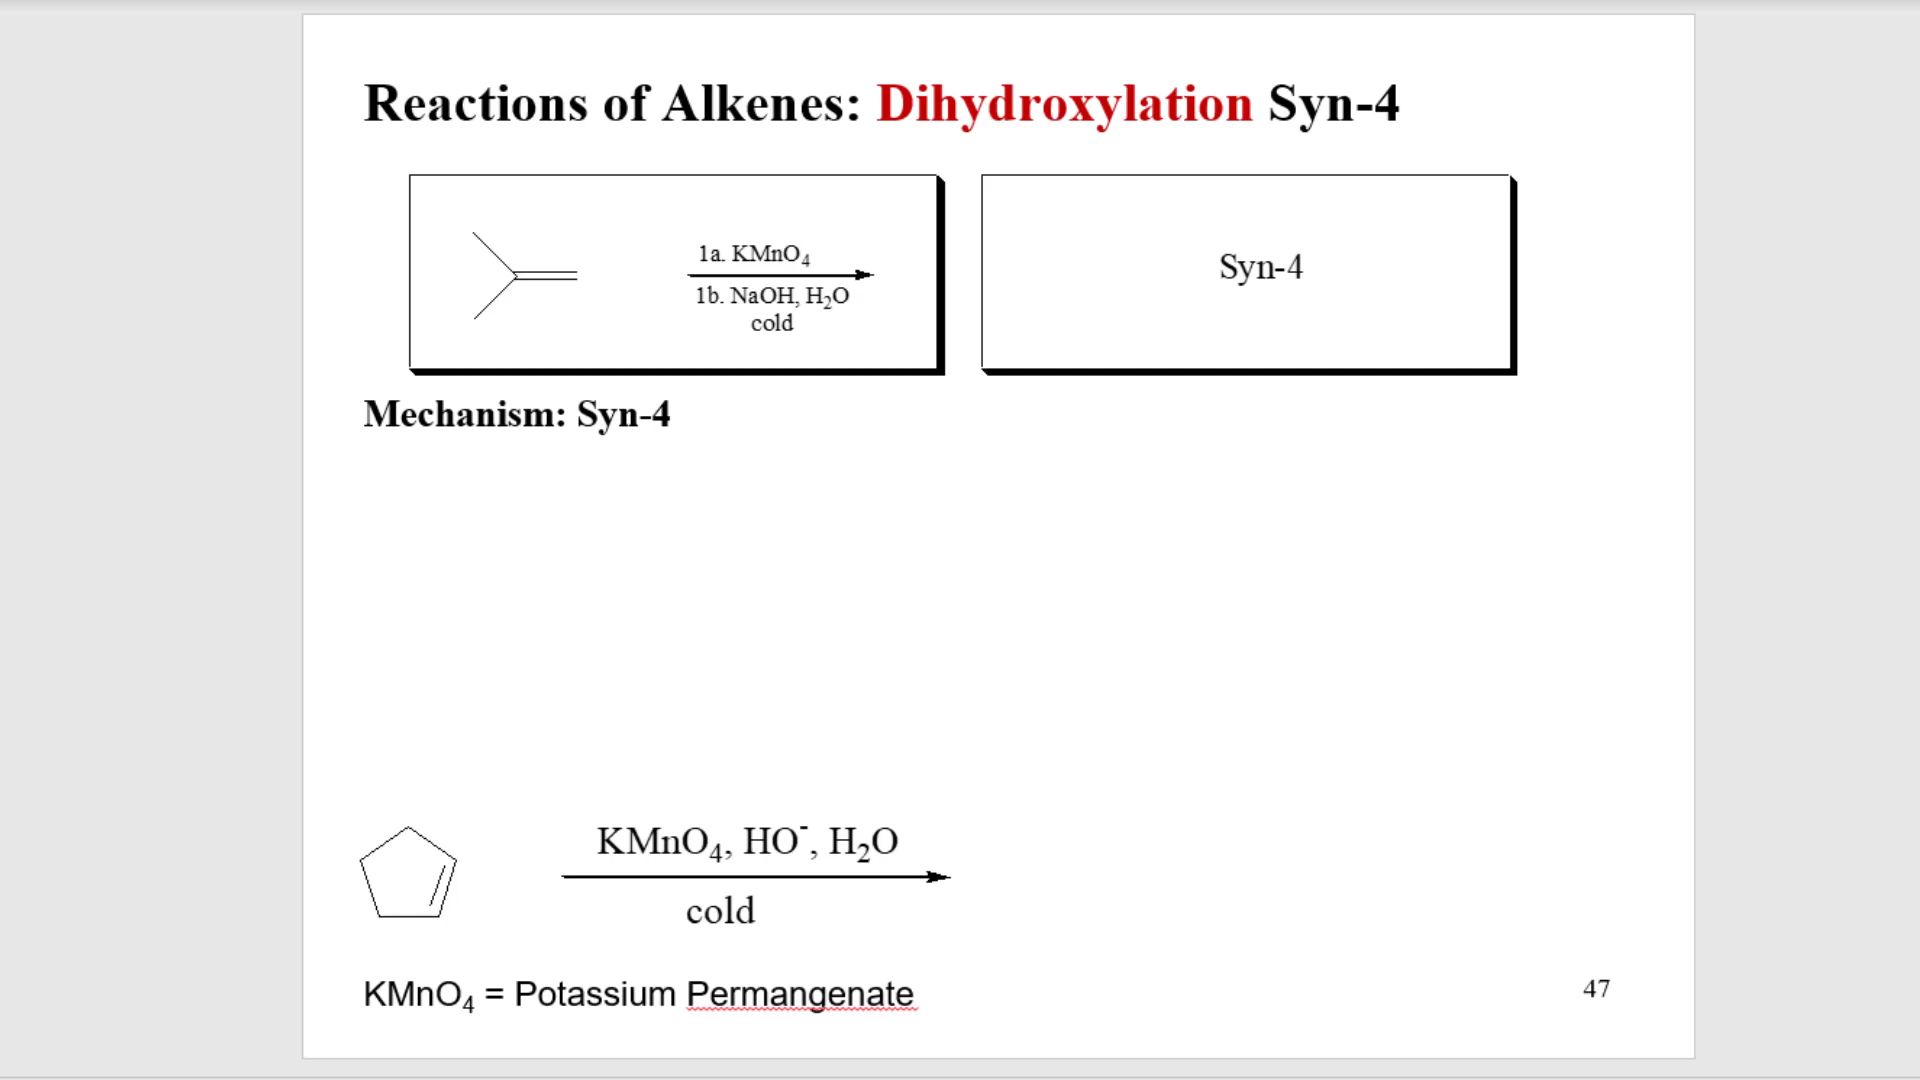 Reactions of Alkenes: Dihydroxylation Syn-4
1a. KMnO₄
1b. NaOH, H₂O
cold
Syn-4
Mechanism: Syn-4
KMnO₄, HO⁻, H₂O
cold
KMnO₄ = Potassium Permangenate
47